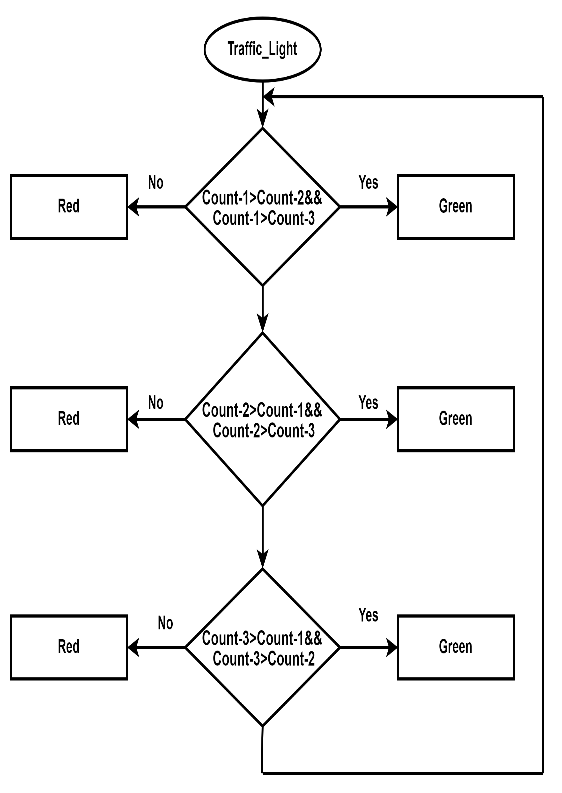 Traffic_Light
No
Yes
Red
Count-1>Count-2&&
Count-1>Count-3
Green
No
Yes
Red
Count-2>Count-1&&
Count-2>Count-3
Green
No
Yes
Red
Count-3>Count-1&&
Count-3>Count-2
Green